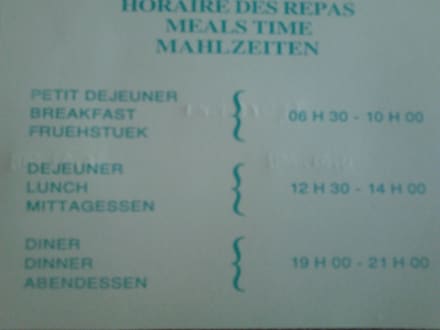 HORAIRE DES REPAS
MEALS TIME
MAHLZEITEN
PETIT DEJEUNER
BREAKFAST
FRUEHSTUEK
06 H 30 - 10 H 00
DEJEUNER
LUNCH
MITTAGESSEN
12 H 30 - 14 H 00
DINER
DINNER
ABENDESSEN
19 H 00 - 21 H 00